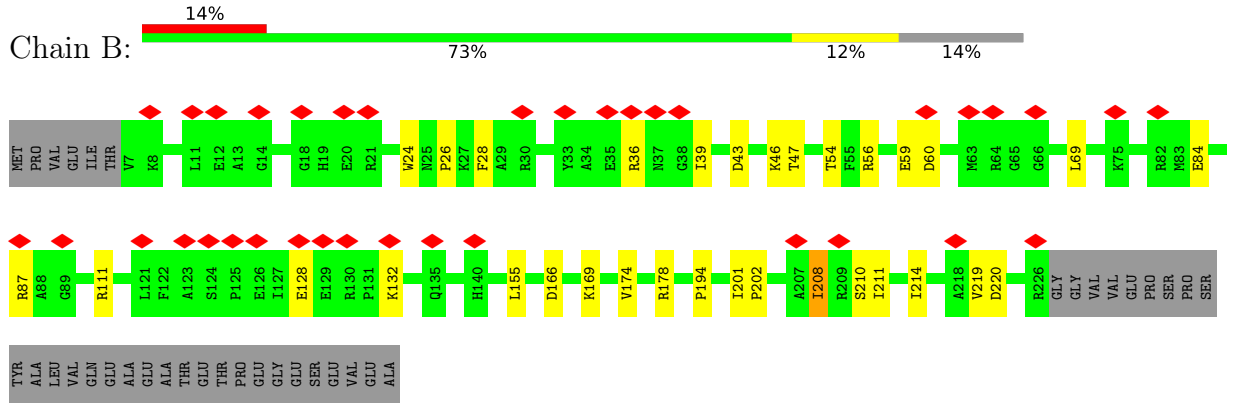 14%
Chain B:
73% 12% 14%
MET PRO VAL GLU ILE THR V7 K8 L11 E12 A13 G14 G18 H19 E20 R21 W24 N25 P26 K27 F28 A29 R30 Y33 A34 E35 R36 N37 G38 I39 D43 K46 T47 T54 F55 R56 E59 D60 M63 R64 G65 G66 L69 K75 R82 M83 E84
R87 A88 G89 R111 L121 F122 A123 S124 P125 E126 I127 E128 E129 R130 P131 K132 Q135 H140 L155 D166 K169 V174 R178 P194 I201 P202 A207 I208 R209 S210 I211 I214 A218 V219 D220 R226 GLY GLY VAL VAL GLU PRO SER PRO SER
TYR ALA LEU VAL GLN GLU ALA GLU ALA THR GLU THR PRO GLU GLY GLU SER GLU VAL GLU ALA